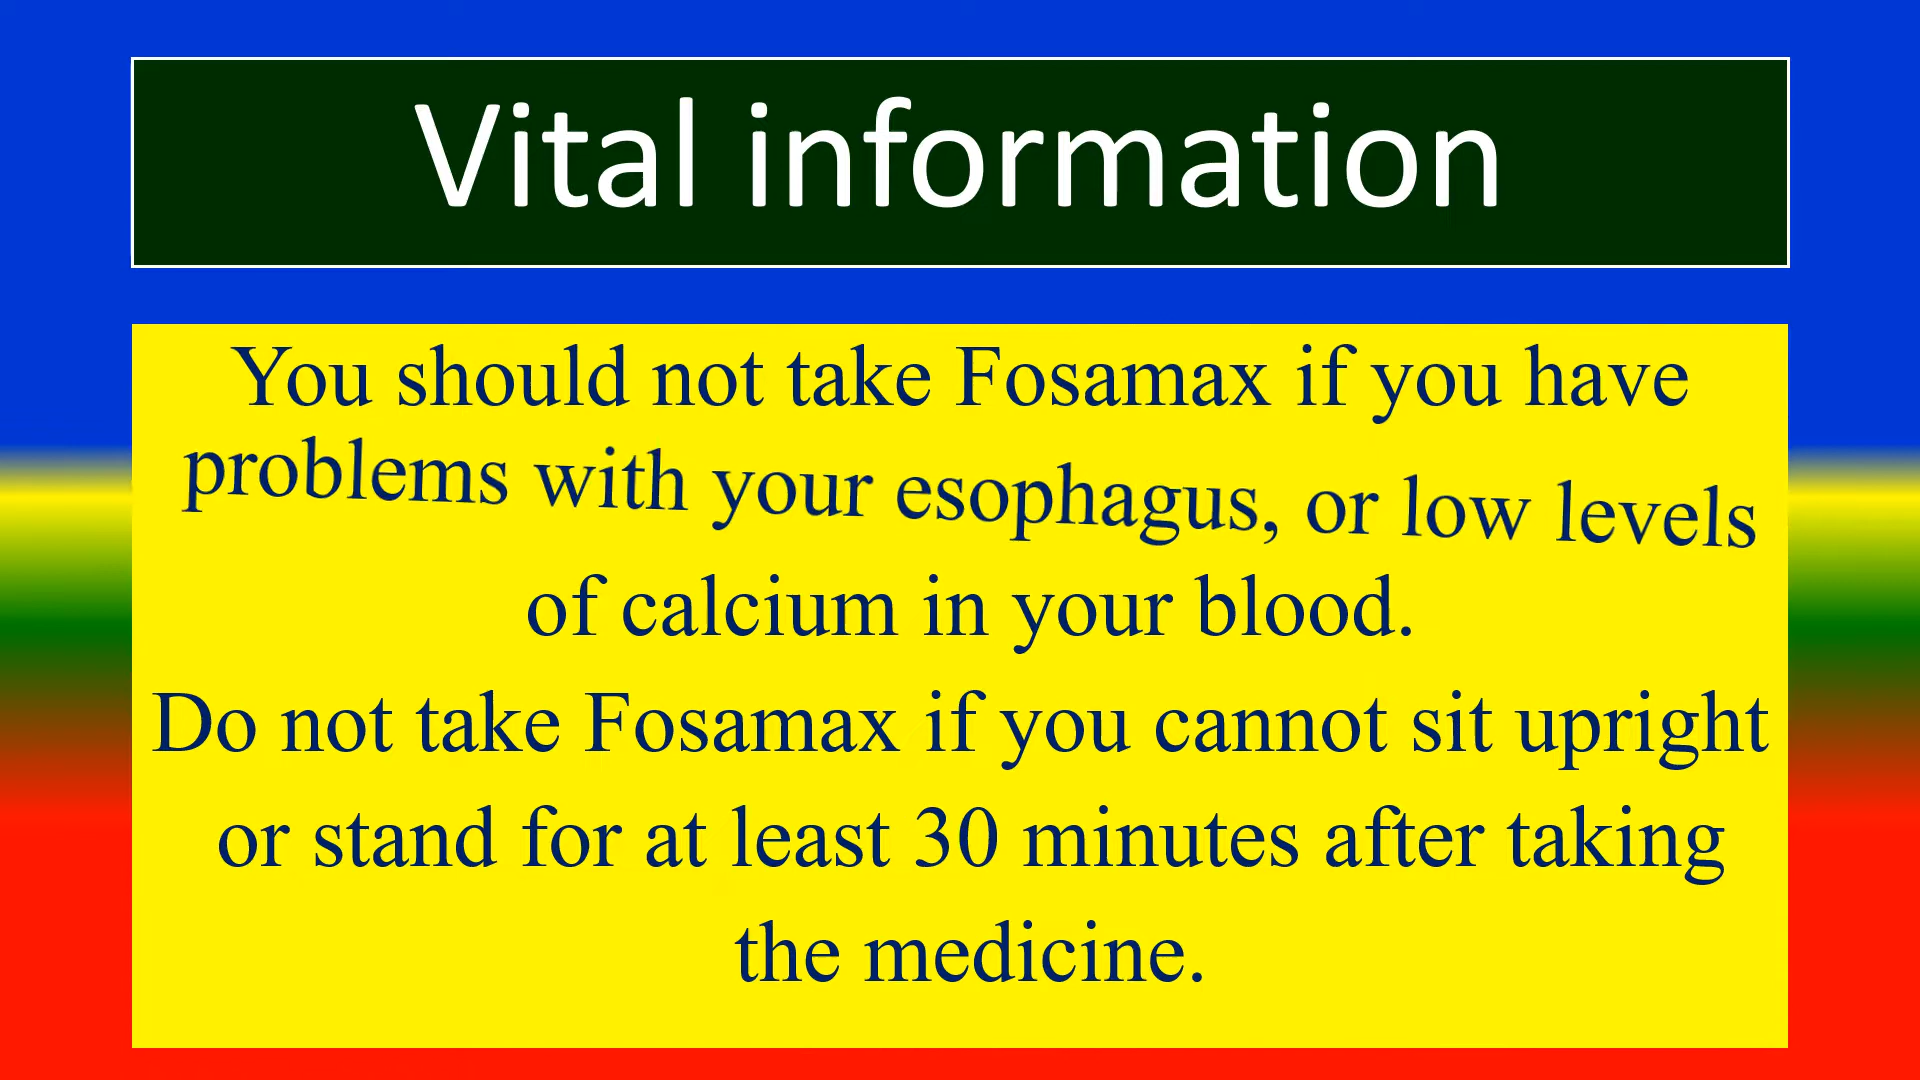 Vital information
You should not take Fosamax if you have
problems with your esophagus, or low levels
of calcium in your blood.
Do not take Fosamax if you cannot sit upright
or stand for at least 30 minutes after taking
the medicine.